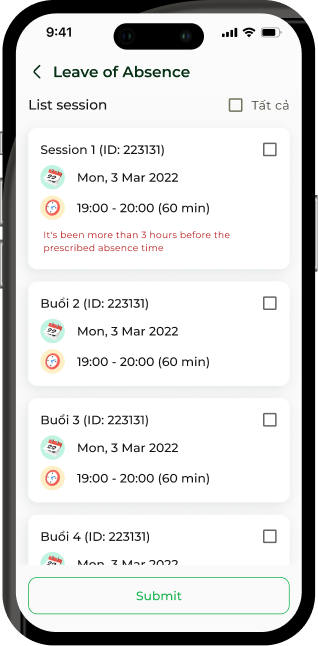 9:41
Leave of Absence
List session
Tất cả
Session 1 (ID: 223131)
Mon, 3 Mar 2022
19:00 - 20:00 (60 min)
It's been more than 3 hours before the
prescribed absence time
Buổi 2 (ID: 223131)
Mon, 3 Mar 2022
19:00 - 20:00 (60 min)
Buổi 3 (ID: 223131)
Mon, 3 Mar 2022
19:00 - 20:00 (60 min)
Buổi 4 (ID: 223131)
Mon, 3 Mar 2022
Submit